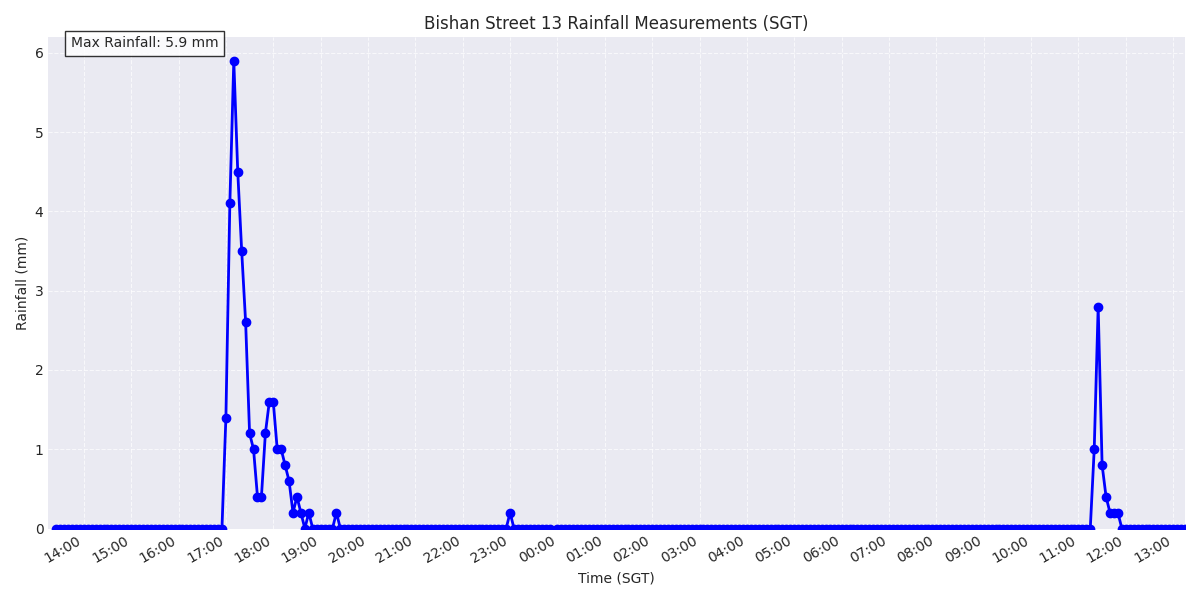 Bishan Street 13 Rainfall Measurements (SGT)
Max Rainfall: 5.9 mm
6
5
4
3
2
1
0
Rainfall (mm)
14:00 15:00 16:00 17:00 18:00 19:00 20:00 21:00 22:00 23:00 00:00 01:00 02:00 03:00 04:00 05:00 06:00 07:00 08:00 09:00 10:00 11:00 12:00 13:00
Time (SGT)